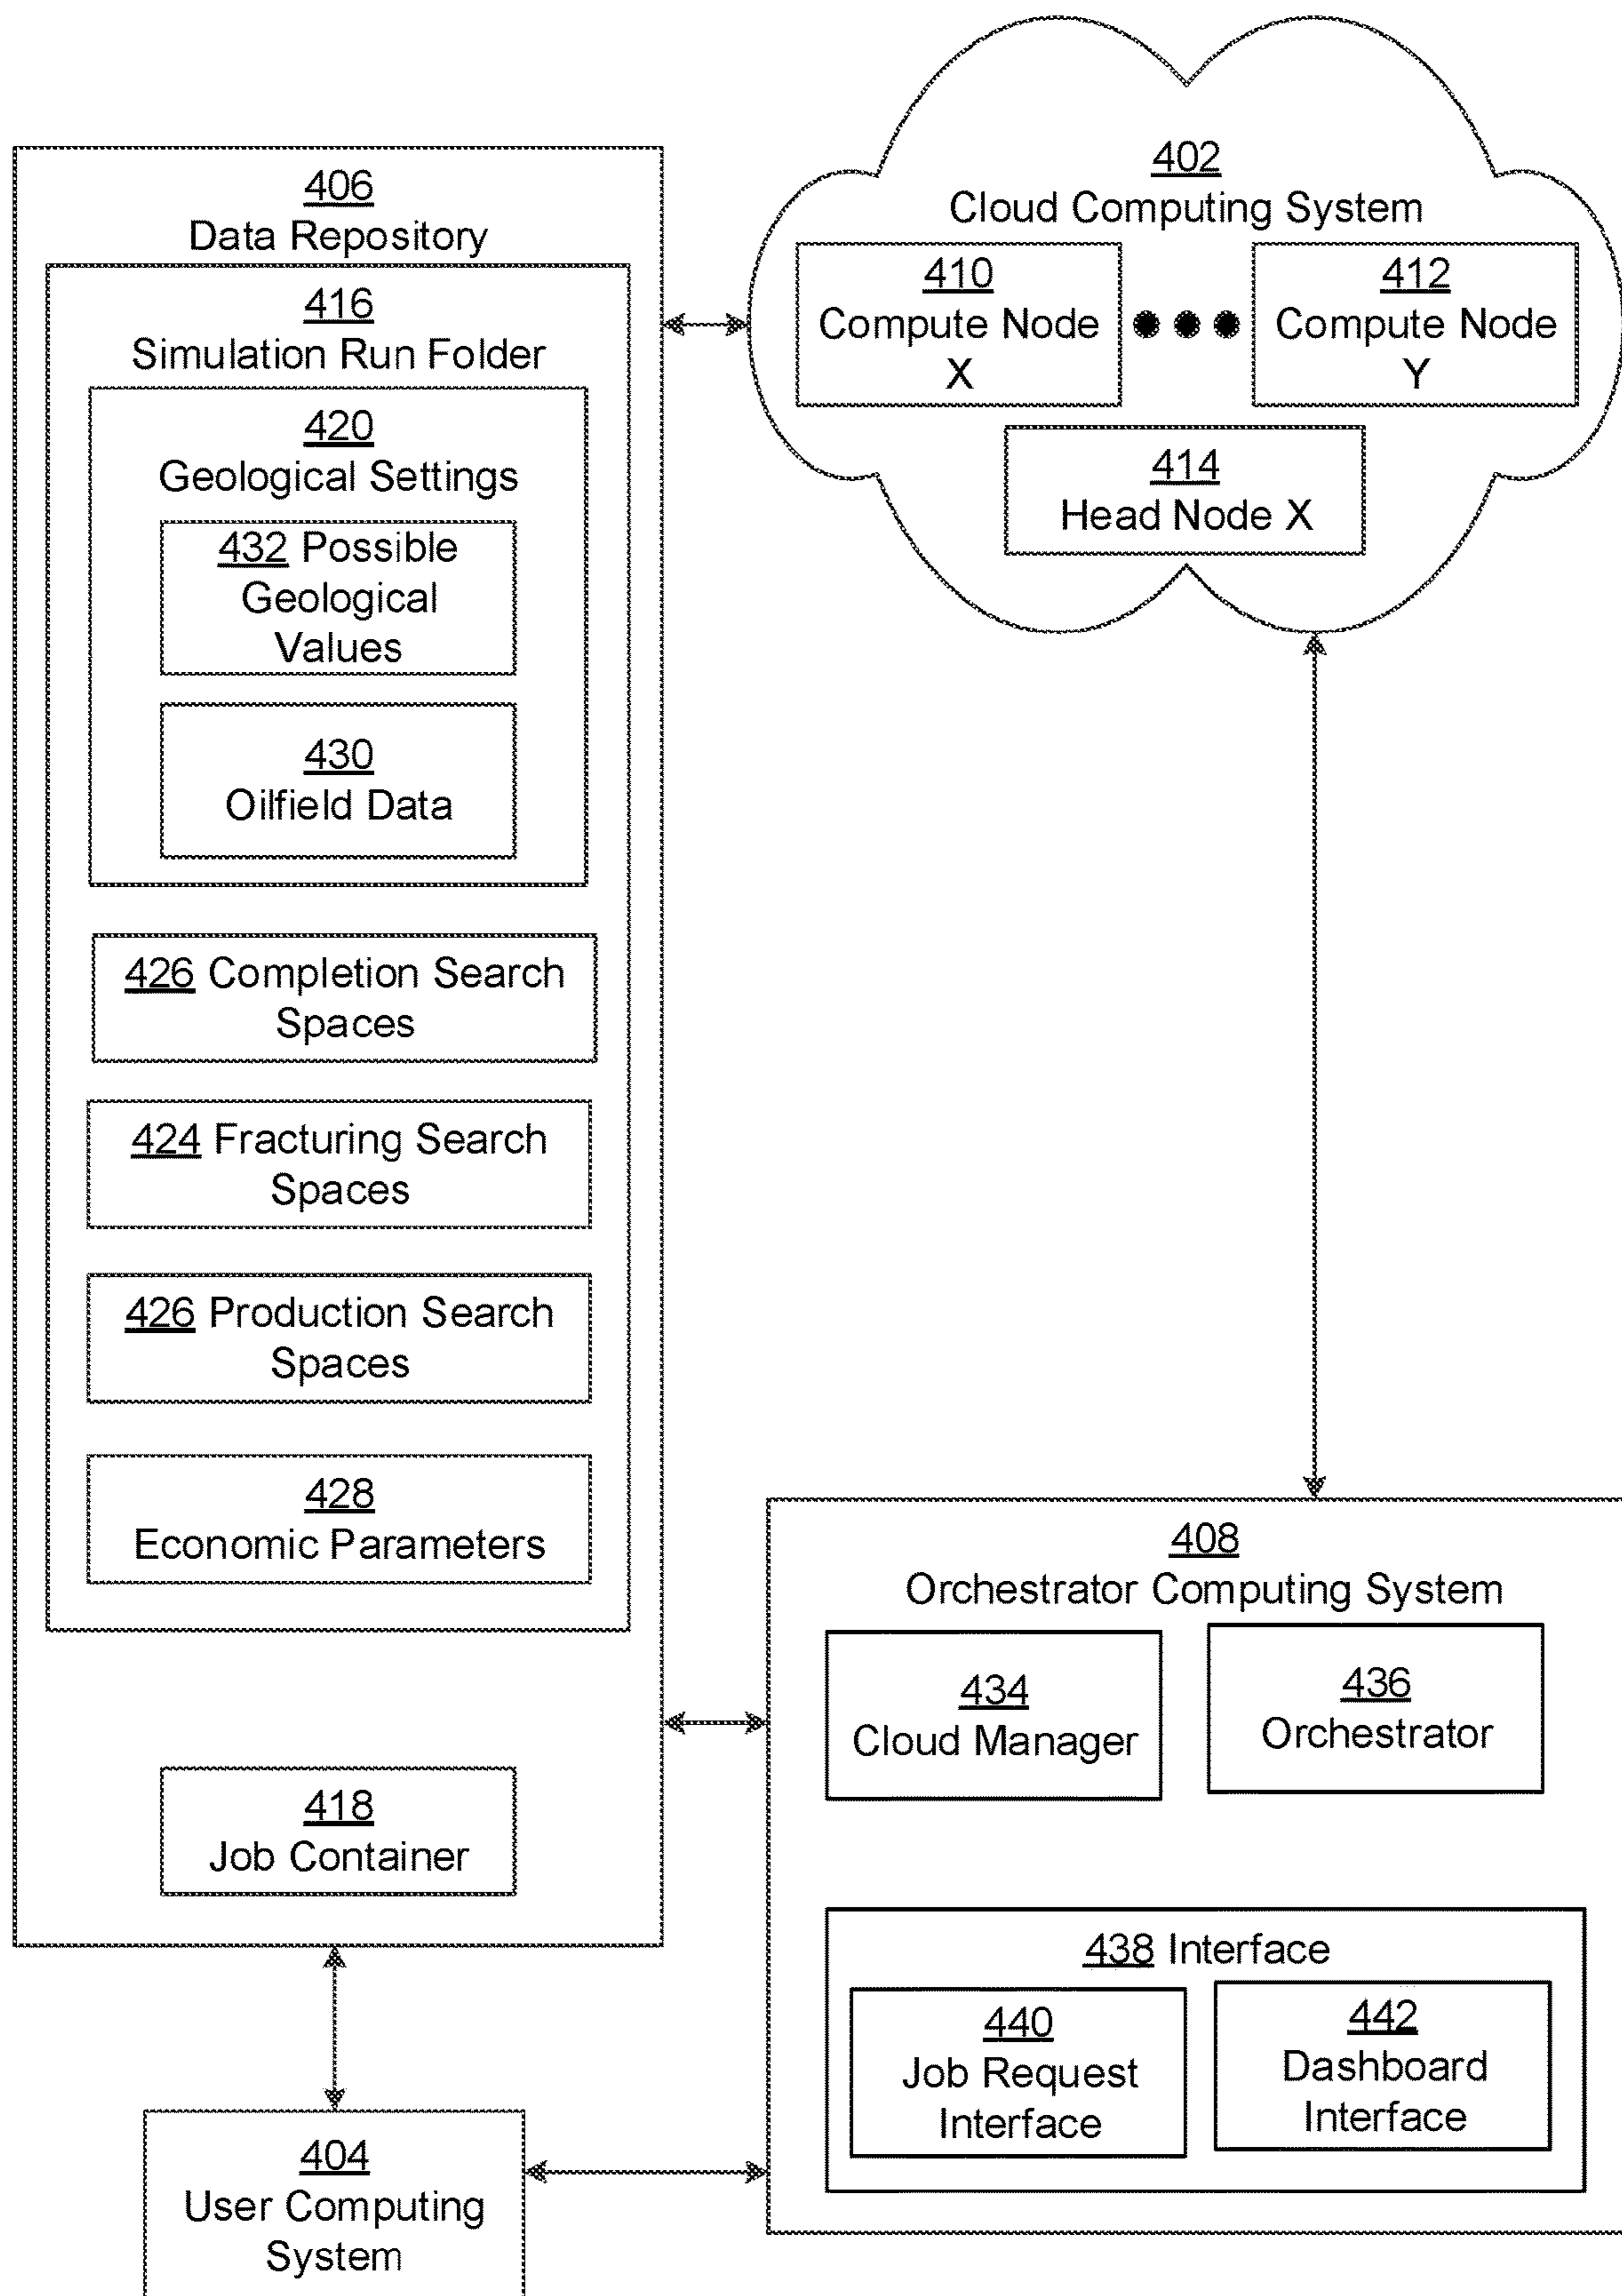 406
Data Repository
416
Simulation Run Folder
420
Geological Settings
432 Possible
Geological
Values
430
Oilfield Data
426 Completion Search
Spaces
424 Fracturing Search
Spaces
426 Production Search
Spaces
428
Economic Parameters
418
Job Container
402
Cloud Computing System
410
Compute Node
X
412
Compute Node
Y
414
Head Node X
408
Orchestrator Computing System
434
Cloud Manager
436
Orchestrator
438 Interface
440
Job Request
Interface
442
Dashboard
Interface
404
User Computing
System